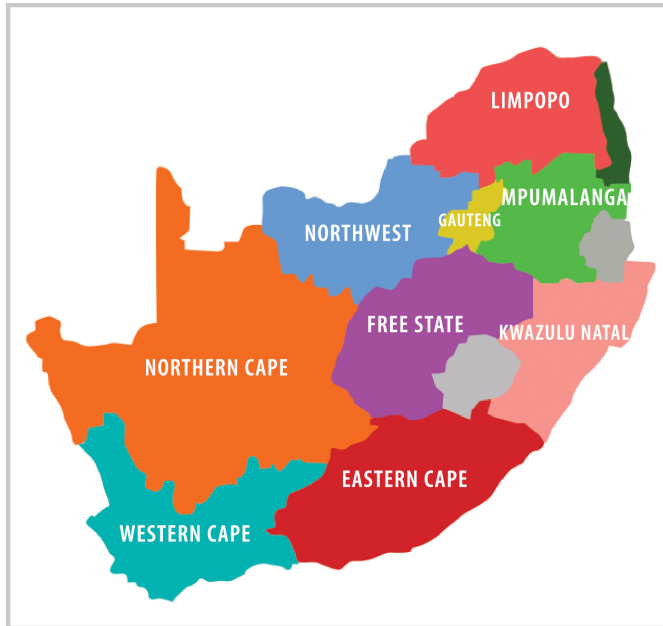 LIMPOPO
MPUMALANGA
GAUTENG
NORTHWEST
FREE STATE
KWAZULU NATAL
NORTHERN CAPE
EASTERN CAPE
WESTERN CAPE